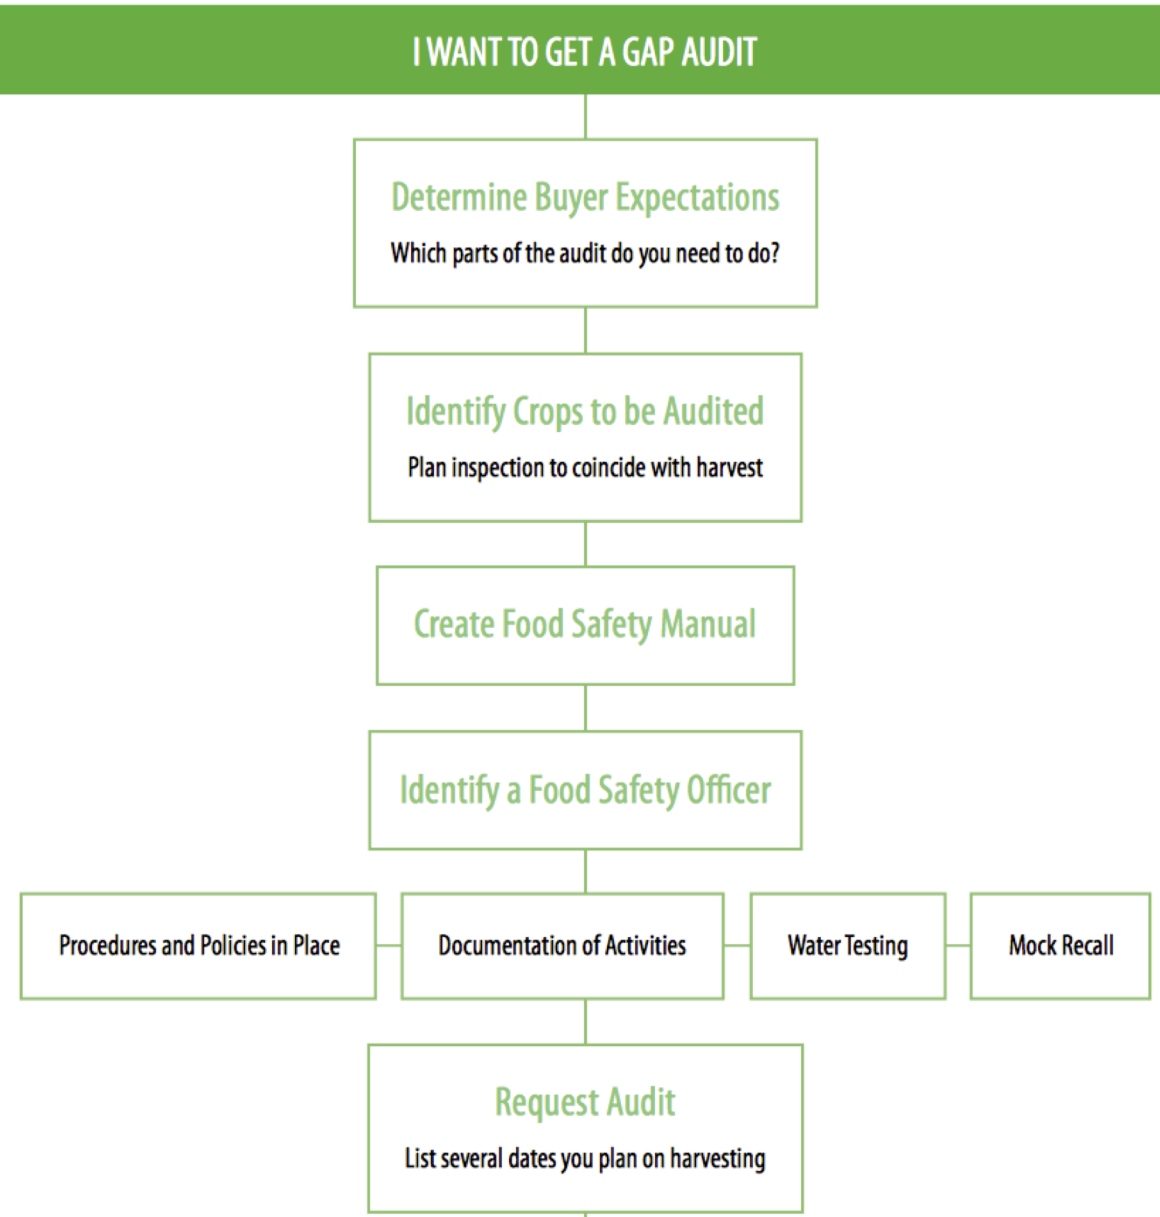 I WANT TO GET A GAP AUDIT
Determine Buyer Expectations
Which parts of the audit do you need to do?
Identify Crops to be Audited
Plan inspection to coincide with harvest
Create Food Safety Manual
Identify a Food Safety Officer
Procedures and Policies in Place
Documentation of Activities
Water Testing
Mock Recall
Request Audit
List several dates you plan on harvesting